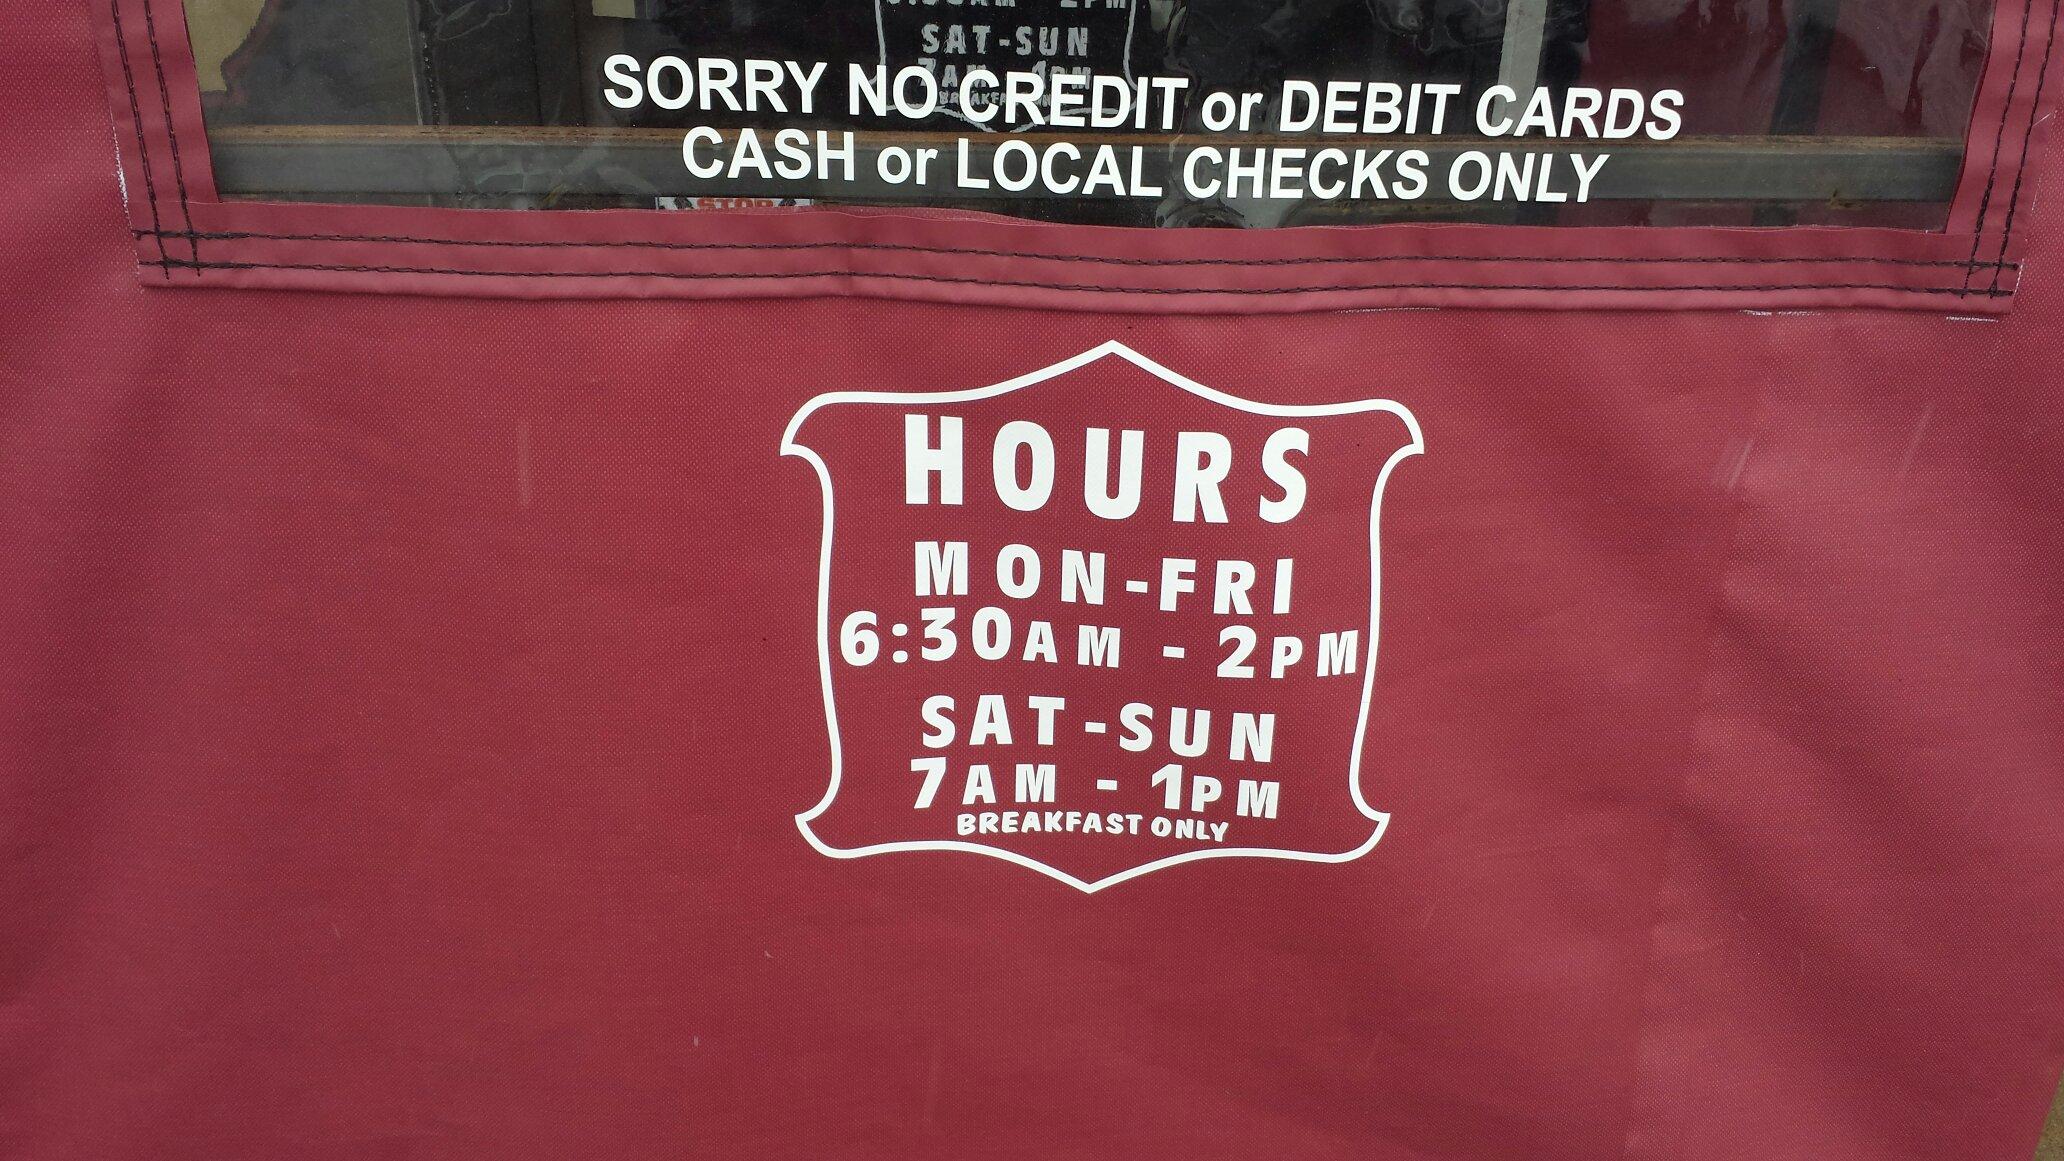 SAT-SUN
SORRY NO CREDIT or DEBIT CARDS
CASH or LOCAL CHECKS ONLY
STOP
HOURS
MON-FRI
6:30AM - 2PM
SAT-SUN
7AM - 1PM
BREAKFAST ONLY